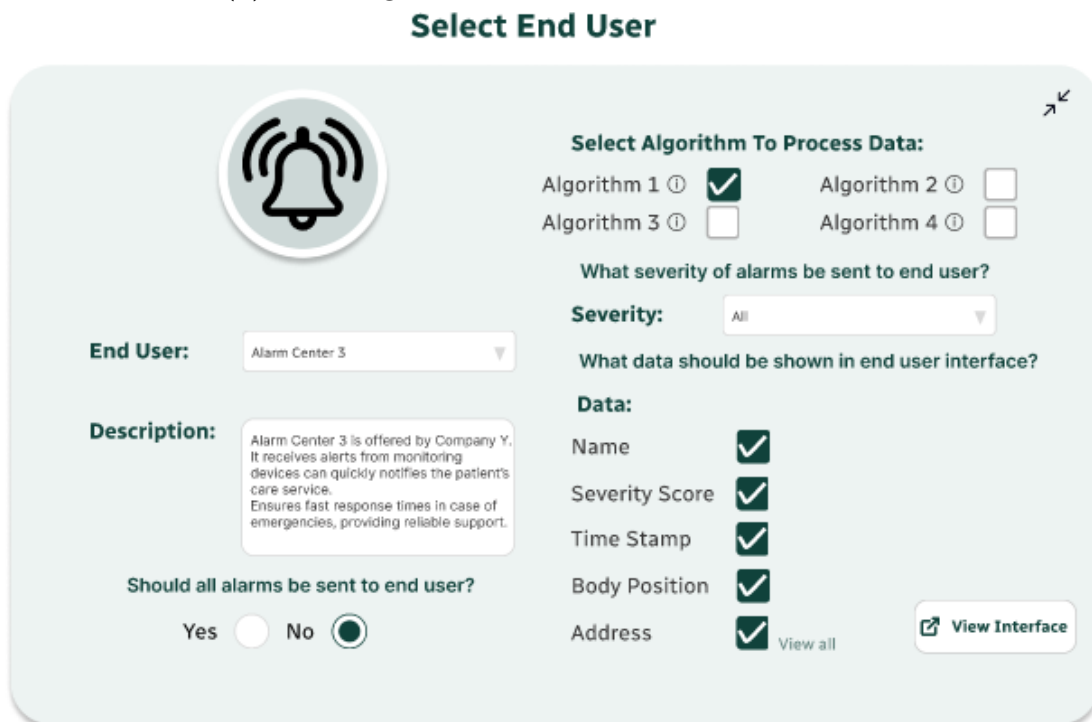 Select End User
Select Algorithm To Process Data:
Algorithm 1
Algorithm 2
Algorithm 3
Algorithm 4
What severity of alarms be sent to end user?
Severity:
All
What data should be shown in end user interface?
Data:
Name
Severity Score
Time Stamp
Body Position
Address
View all
View Interface
End User:
Alarm Center 3
Description:
Alarm Center 3 is offered by Company Y.
It receives alerts from monitoring
devices can quickly notifies the patient's
care service.
Ensures fast response times in case of
emergencies, providing reliable support.
Should all alarms be sent to end user?
Yes
No